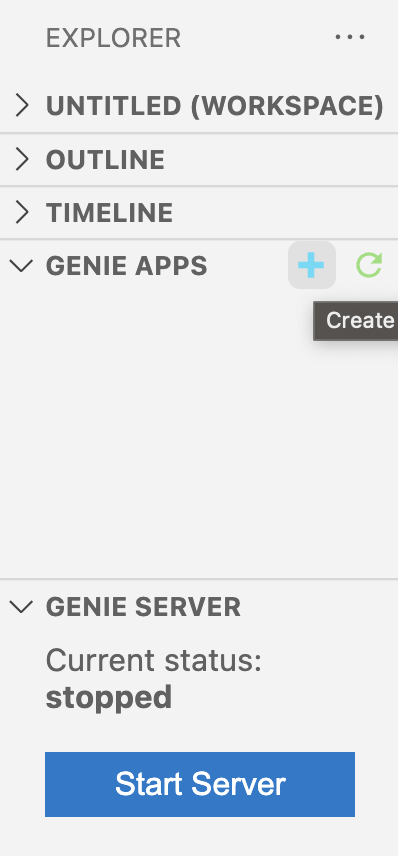 EXPLORER
UNTITLED (WORKSPACE)
OUTLINE
TIMELINE
GENIE APPS
Create
GENIE SERVER
Current status:
stopped
Start Server